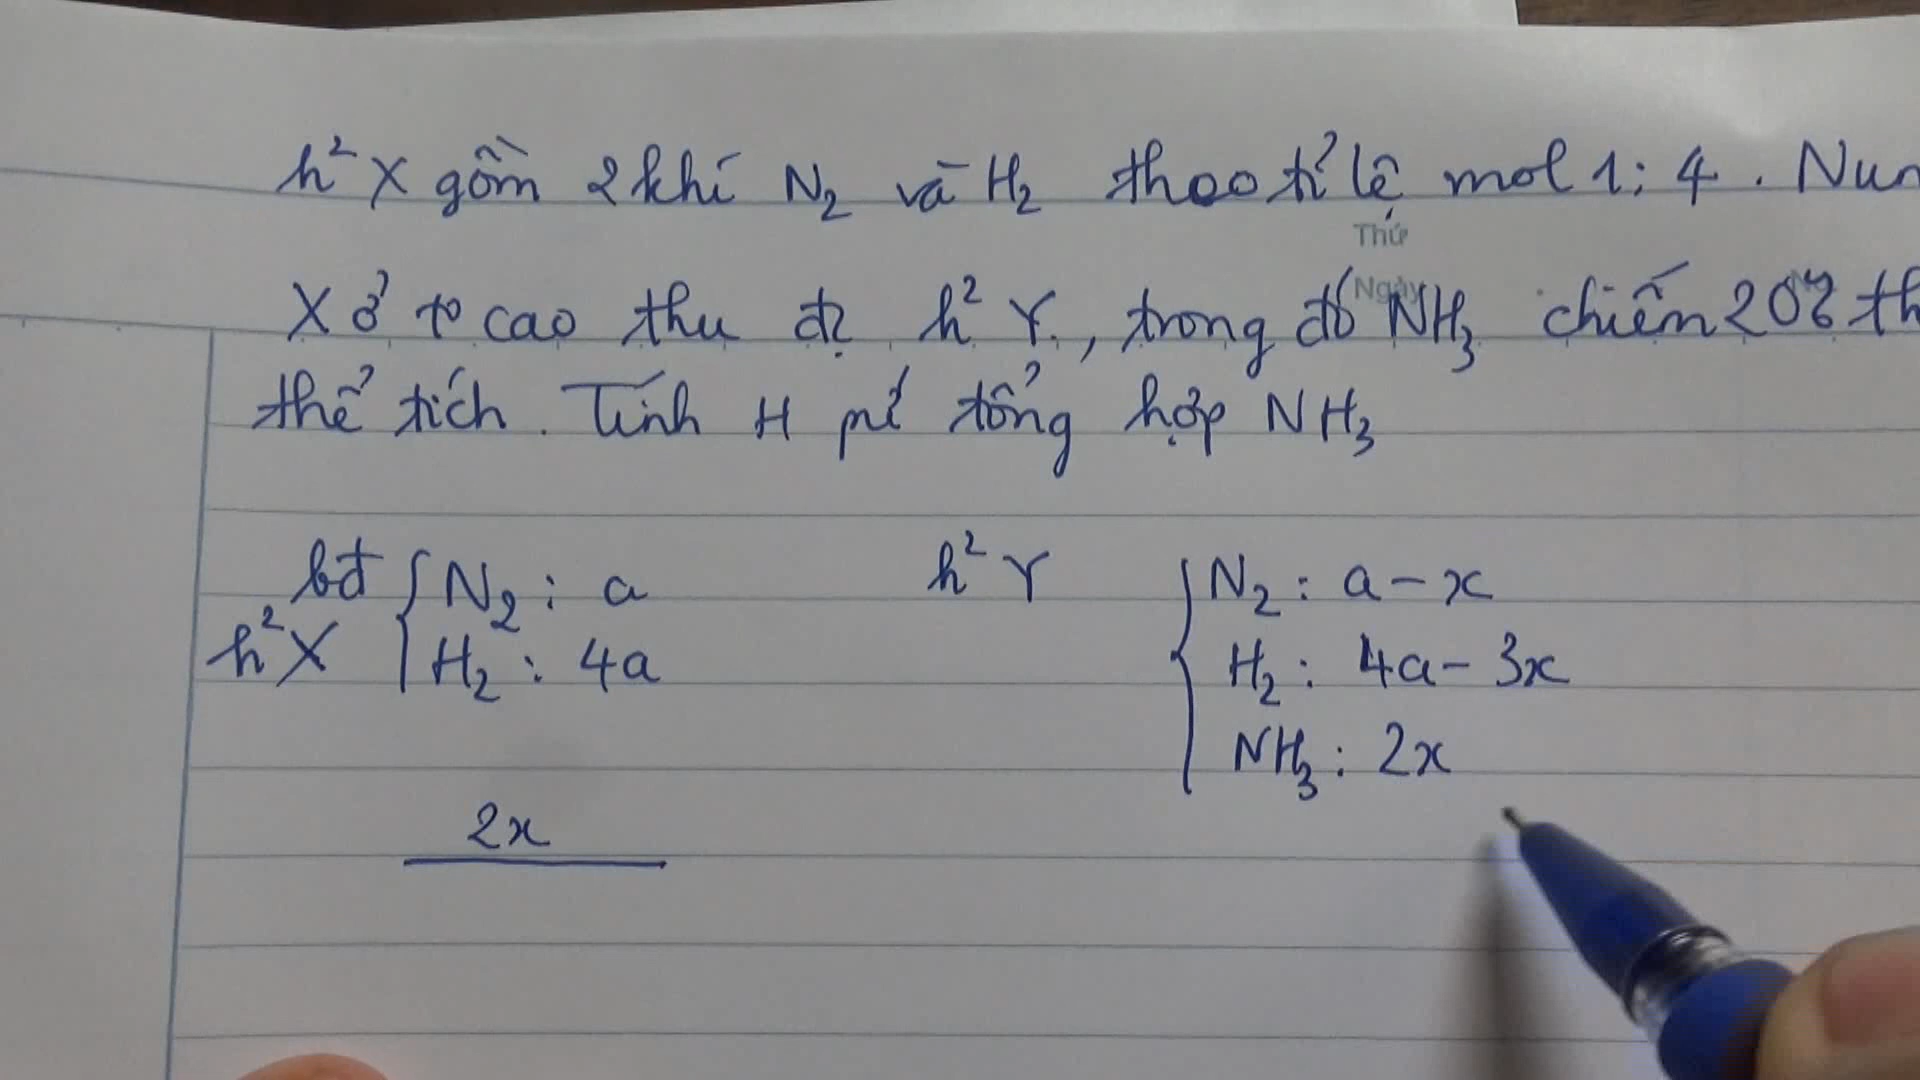 h² X gồm 2 khí N₂ và H₂ theo tỉ lệ mol 1:4. Nun
Thứ
Ngày
X ở t° cao thu đc h² Y, trong đó NH₃ chiếm 20% th
thể tích. Tính H pứ tổng hợp NH₃
bđ { N₂ : a
h² X H₂ : 4a
h² Y { N₂ : a - x
H₂ : 4a - 3x
NH₃ : 2x
2x